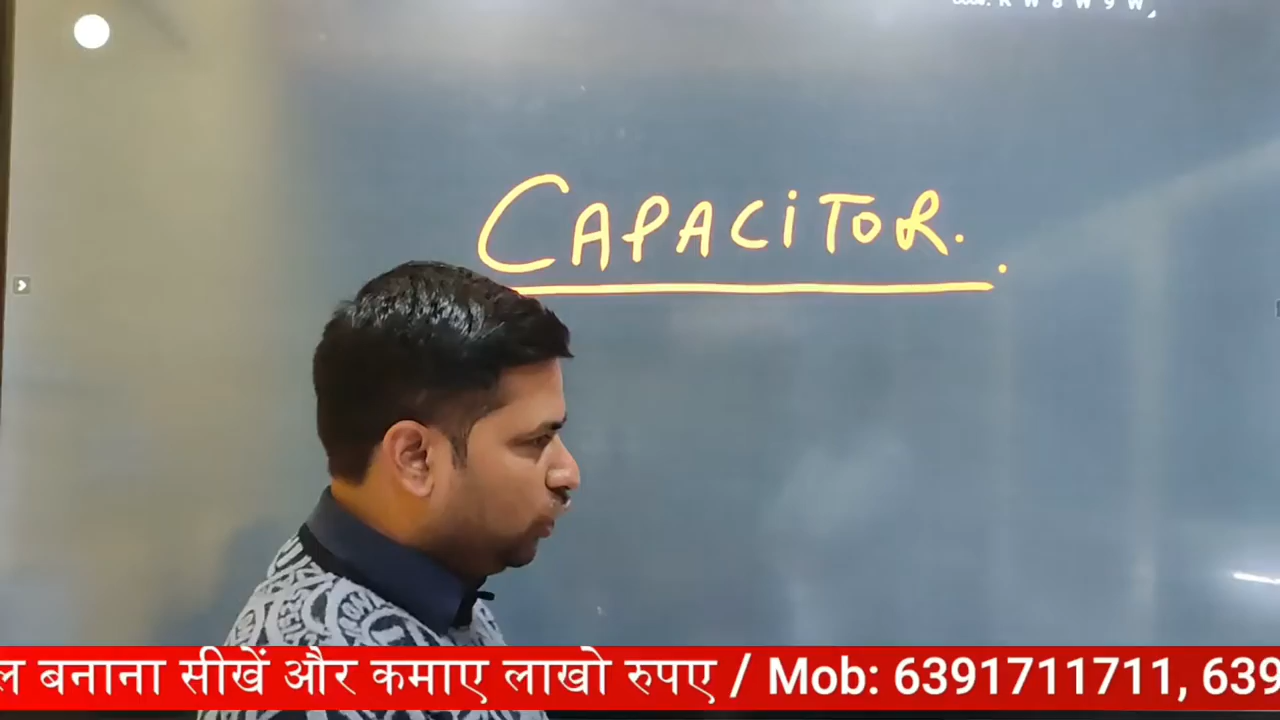 CAPACiTOR.
बनाना सीखें और कमाए लाखो रुपए / Mob: 6391711711, 639